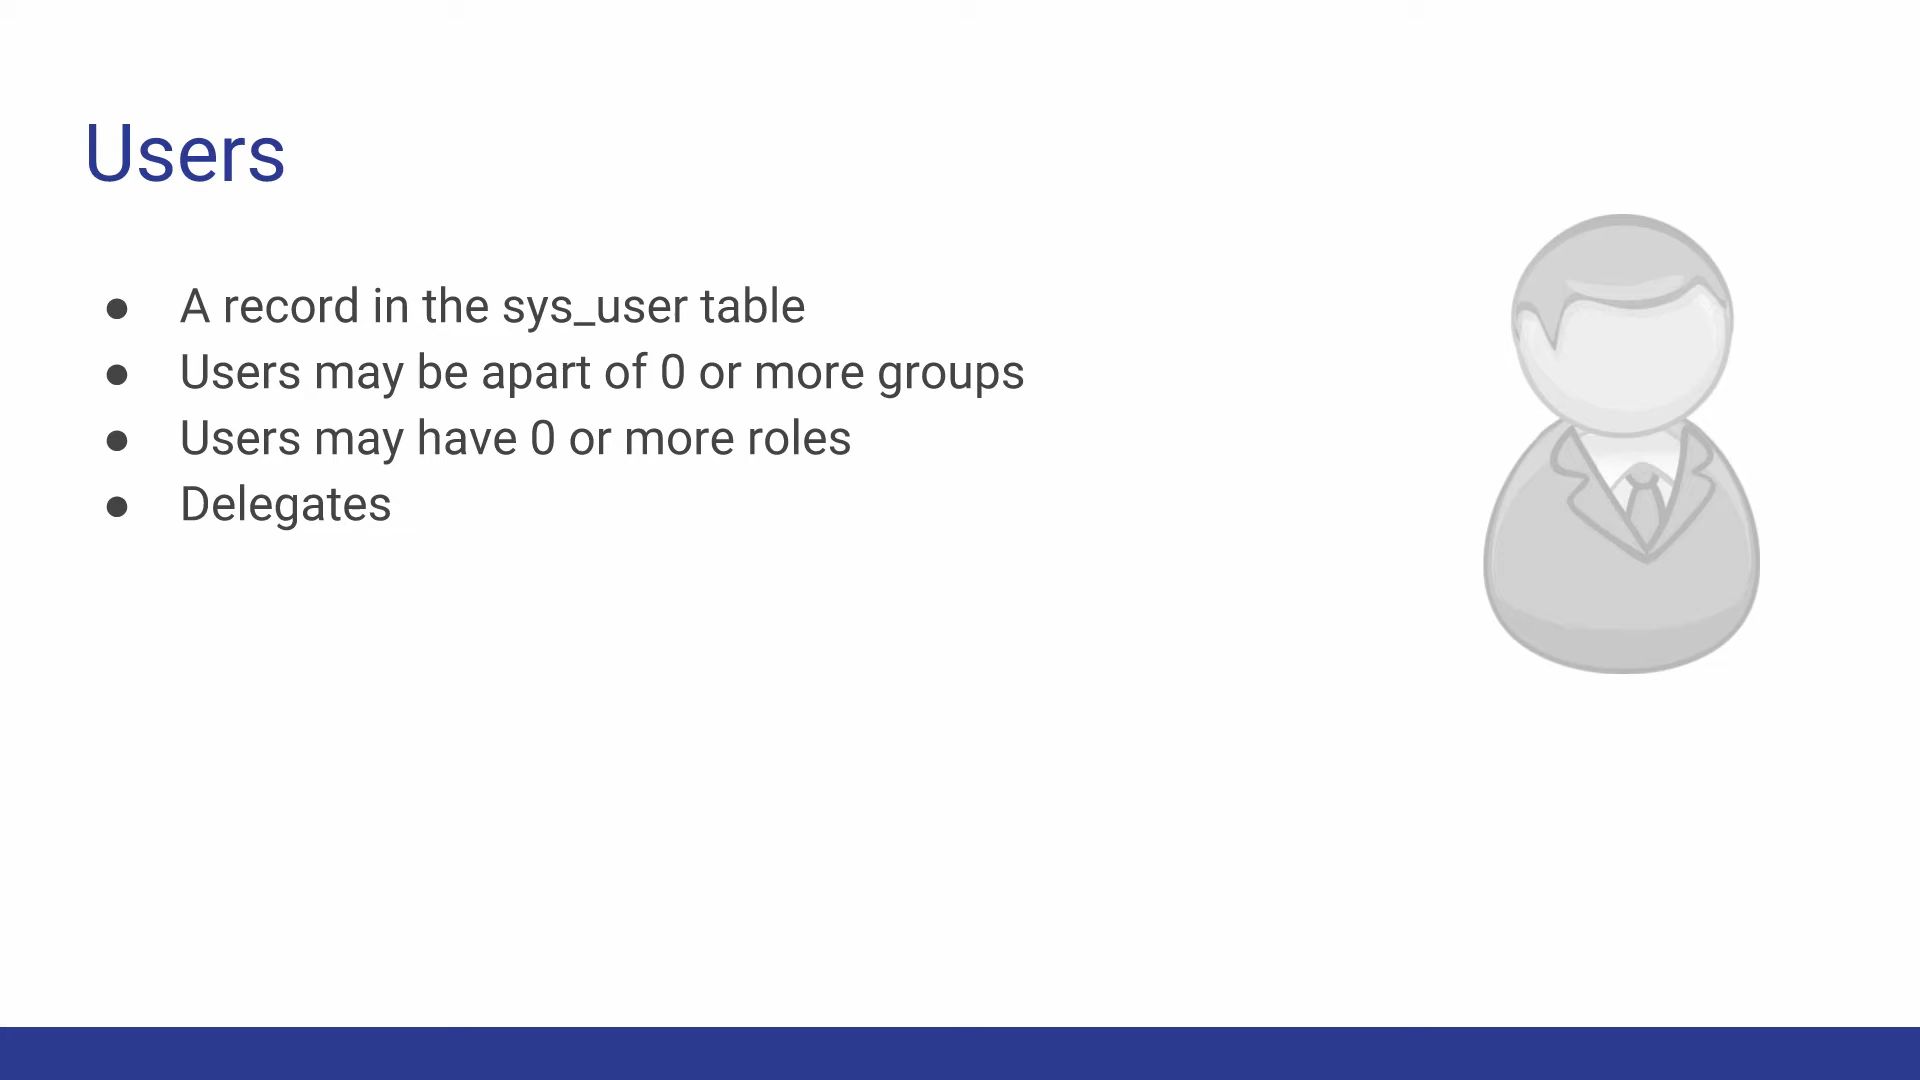 Users
● A record in the sys_user table
● Users may be apart of 0 or more groups
● Users may have 0 or more roles
● Delegates